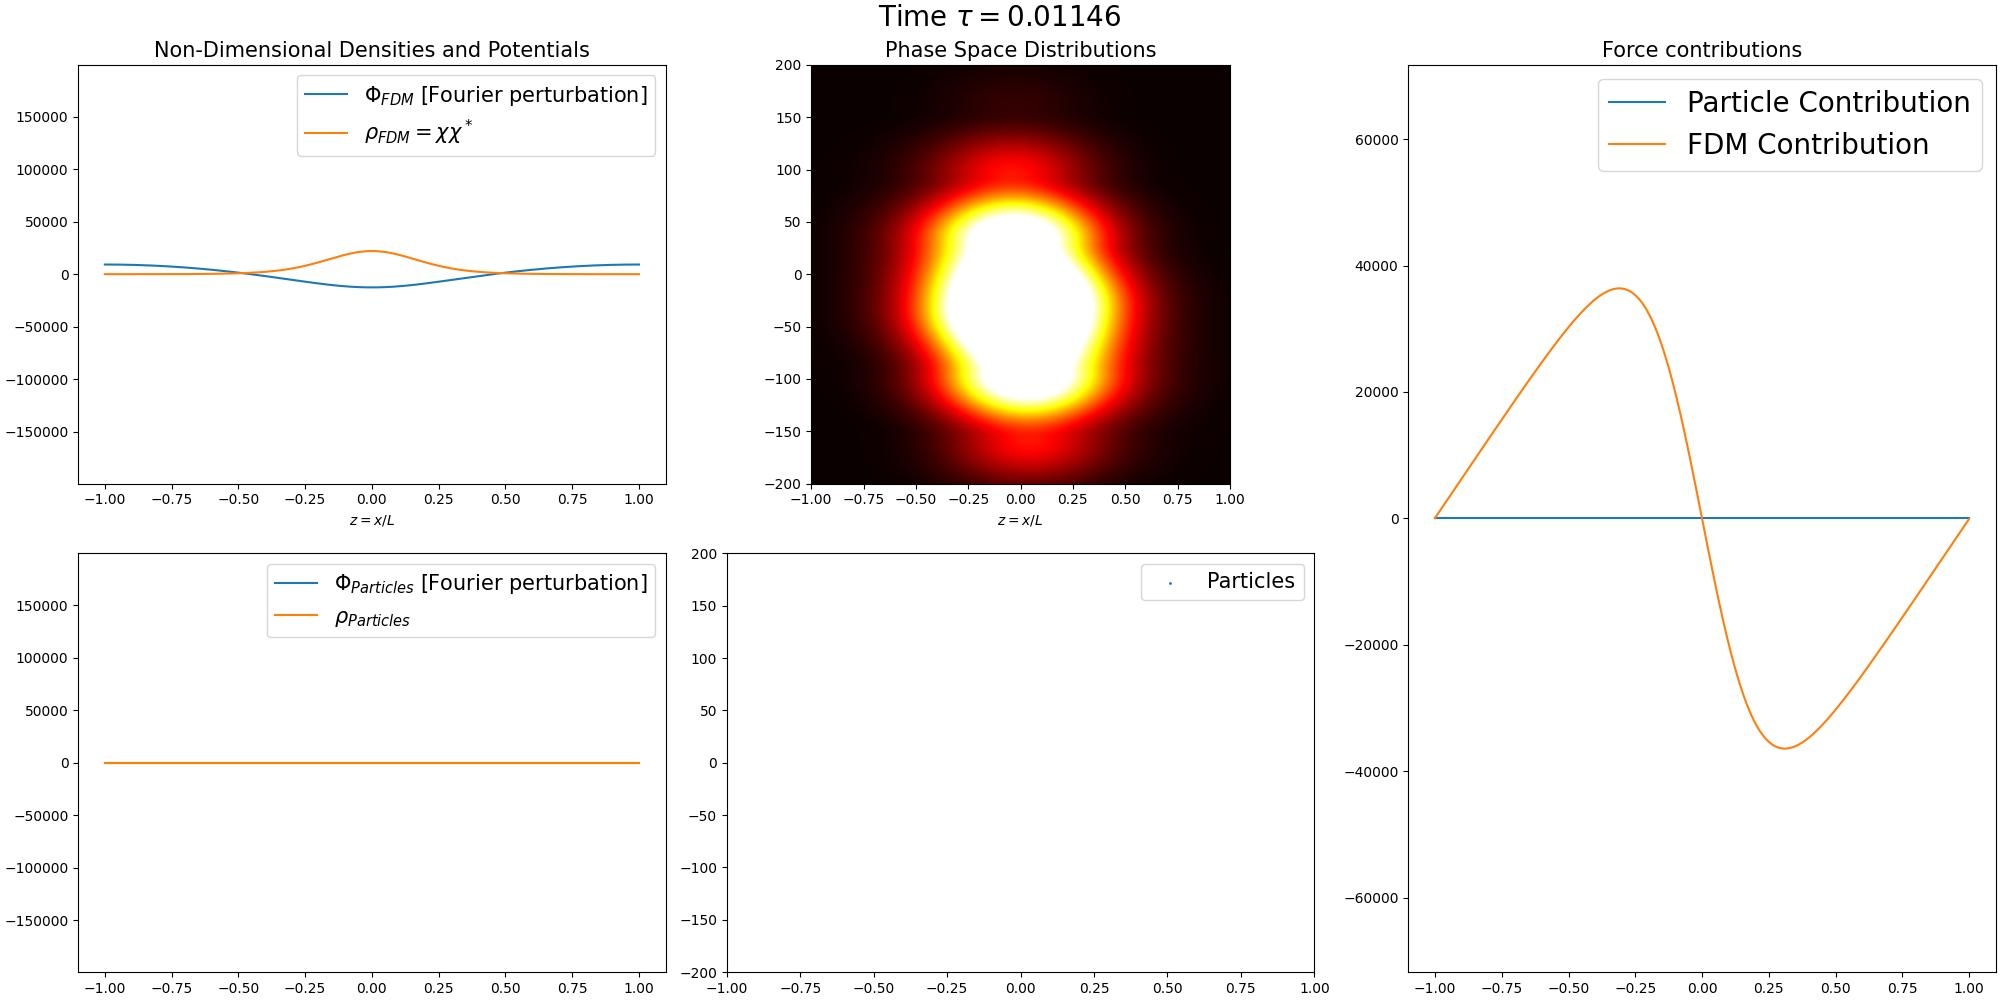 Time τ = 0.01146
Non-Dimensional Densities and Potentials
150000
100000
50000
0
−50000
−100000
−150000
Φ_FDM [Fourier perturbation]
ρ_FDM = χχ*
−1.00 −0.75 −0.50 −0.25 0.00 0.25 0.50 0.75 1.00
z = x/L
Phase Space Distributions
200
150
100
50
0
−50
−100
−150
−200
−1.00 −0.75 −0.50 −0.25 0.00 0.25 0.50 0.75 1.00
z = x/L
Force contributions
60000
40000
20000
0
−20000
−40000
−60000
Particle Contribution
FDM Contribution
−1.00 −0.75 −0.50 −0.25 0.00 0.25 0.50 0.75 1.00
150000
100000
50000
0
−50000
−100000
−150000
Φ_Particles [Fourier perturbation]
ρ_Particles
−1.00 −0.75 −0.50 −0.25 0.00 0.25 0.50 0.75 1.00
200
150
100
50
0
−50
−100
−150
−200
Particles
−1.00 −0.75 −0.50 −0.25 0.00 0.25 0.50 0.75 1.00